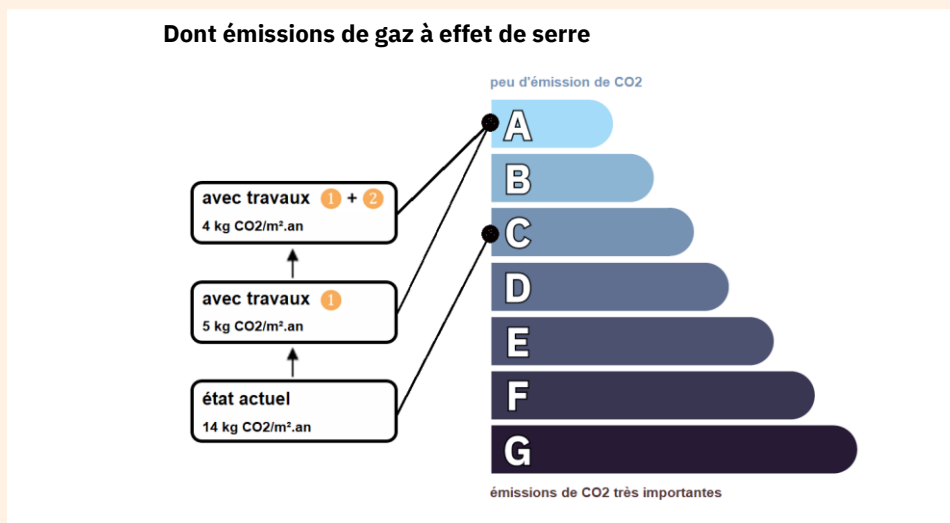 Dont émissions de gaz à effet de serre
peu d'émission de CO2
A
B
C
D
E
F
G
émissions de CO2 très importantes
avec travaux 1 + 2
4 kg CO2/m².an
avec travaux 1
5 kg CO2/m².an
état actuel
14 kg CO2/m².an